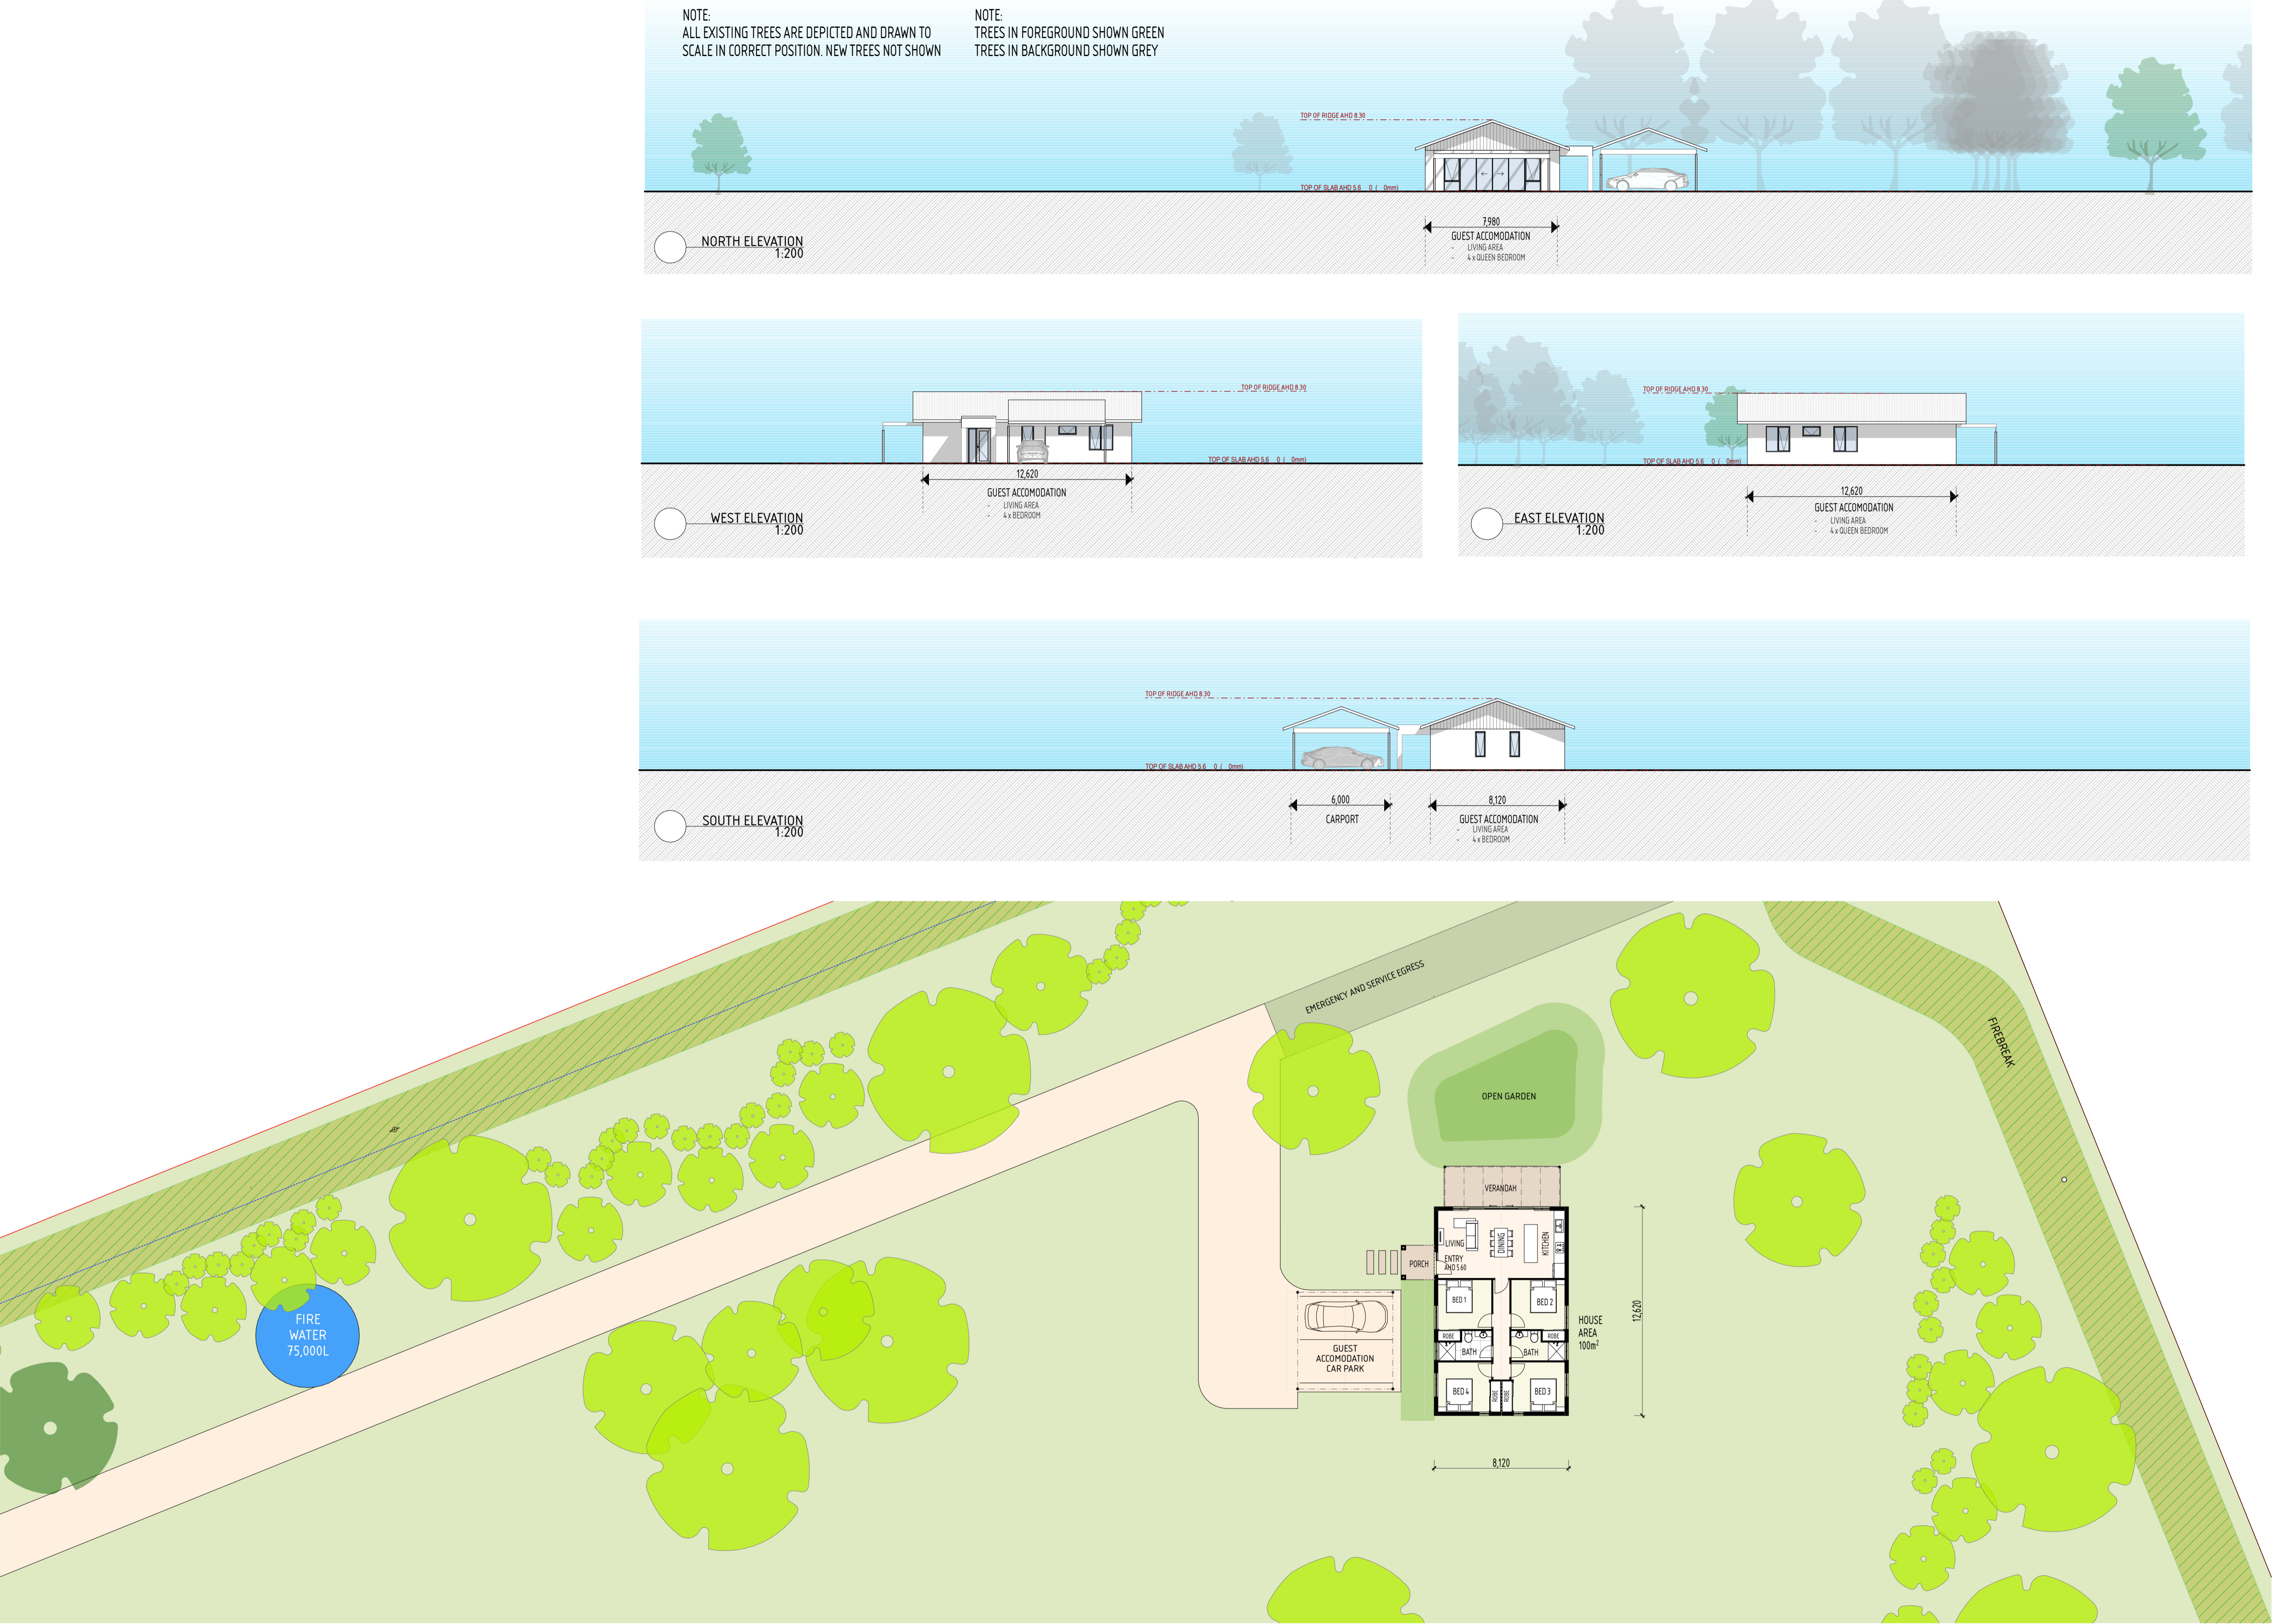 NOTE:
ALL EXISTING TREES ARE DEPICTED AND DRAWN TO
SCALE IN CORRECT POSITION. NEW TREES NOT SHOWN
NOTE:
TREES IN FOREGROUND SHOWN GREEN
TREES IN BACKGROUND SHOWN GREY
TOP OF RIDGE AHD 8.30
TOP OF SLAB AHD 5.6 0 ( 0mm)
7,980
GUEST ACCOMODATION
- LIVING AREA
- 4 x QUEEN BEDROOM
NORTH ELEVATION
1:200
TOP OF RIDGE AHD 8.30
TOP OF SLAB AHD 5.6 0 ( 0mm)
12,620
GUEST ACCOMODATION
- LIVING AREA
- 4 x BEDROOM
WEST ELEVATION
1:200
TOP OF RIDGE AHD 8.30
TOP OF SLAB AHD 5.6 0 ( 0mm)
12,620
GUEST ACCOMODATION
- LIVING AREA
- 4 x QUEEN BEDROOM
EAST ELEVATION
1:200
TOP OF RIDGE AHD 8.30
TOP OF SLAB AHD 5.6 0 ( 0mm)
6,000
CARPORT
8,120
GUEST ACCOMODATION
- LIVING AREA
- 4 x BEDROOM
SOUTH ELEVATION
1:200
EMERGENCY AND SERVICE EGRESS
FIREBREAK
OPEN GARDEN
VERANDAH
LIVING
DINING
KITCHEN
ENTRY
AHD 5.60
PORCH
BED 1
BED 2
ROBE
ROBE
BATH
BATH
BED 4
ROBE
ROBE
BED 3
HOUSE
AREA
100m²
12,620
8,120
GUEST
ACCOMODATION
CAR PARK
FIRE
WATER
75,000L